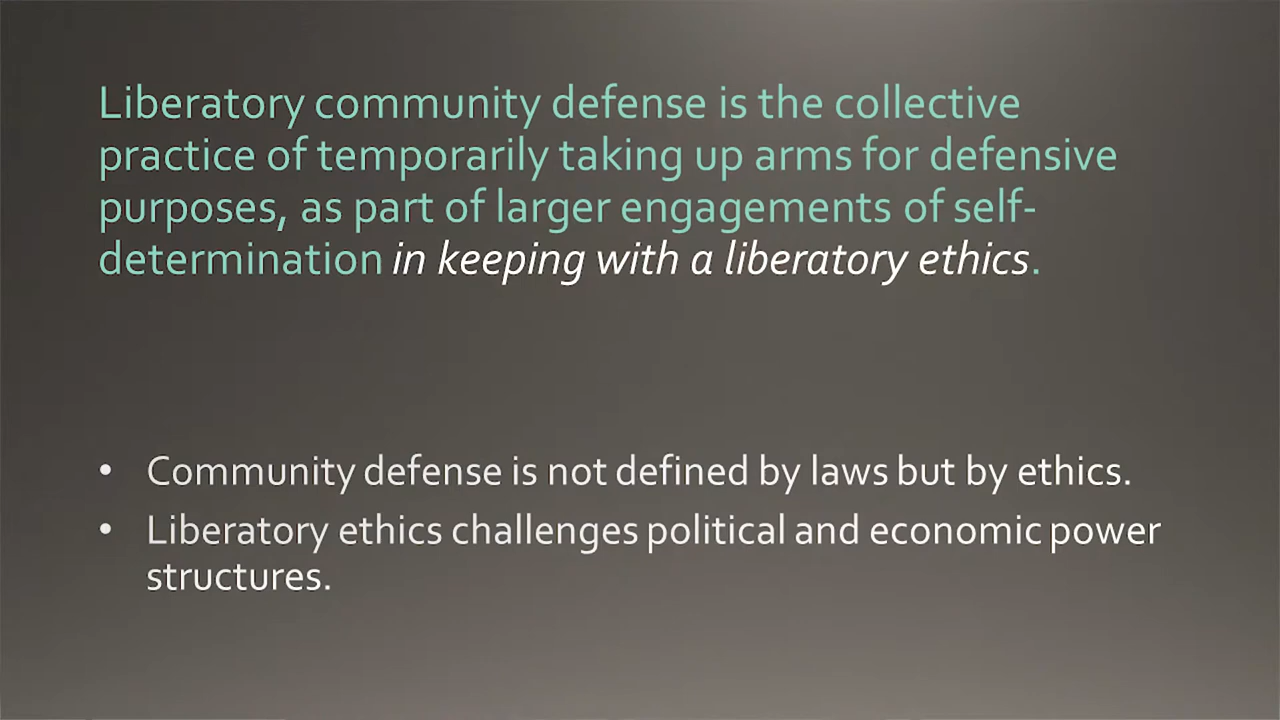 Liberatory community defense is the collective
practice of temporarily taking up arms for defensive
purposes, as part of larger engagements of self-
determination in keeping with a liberatory ethics.
• Community defense is not defined by laws but by ethics.
• Liberatory ethics challenges political and economic power
structures.